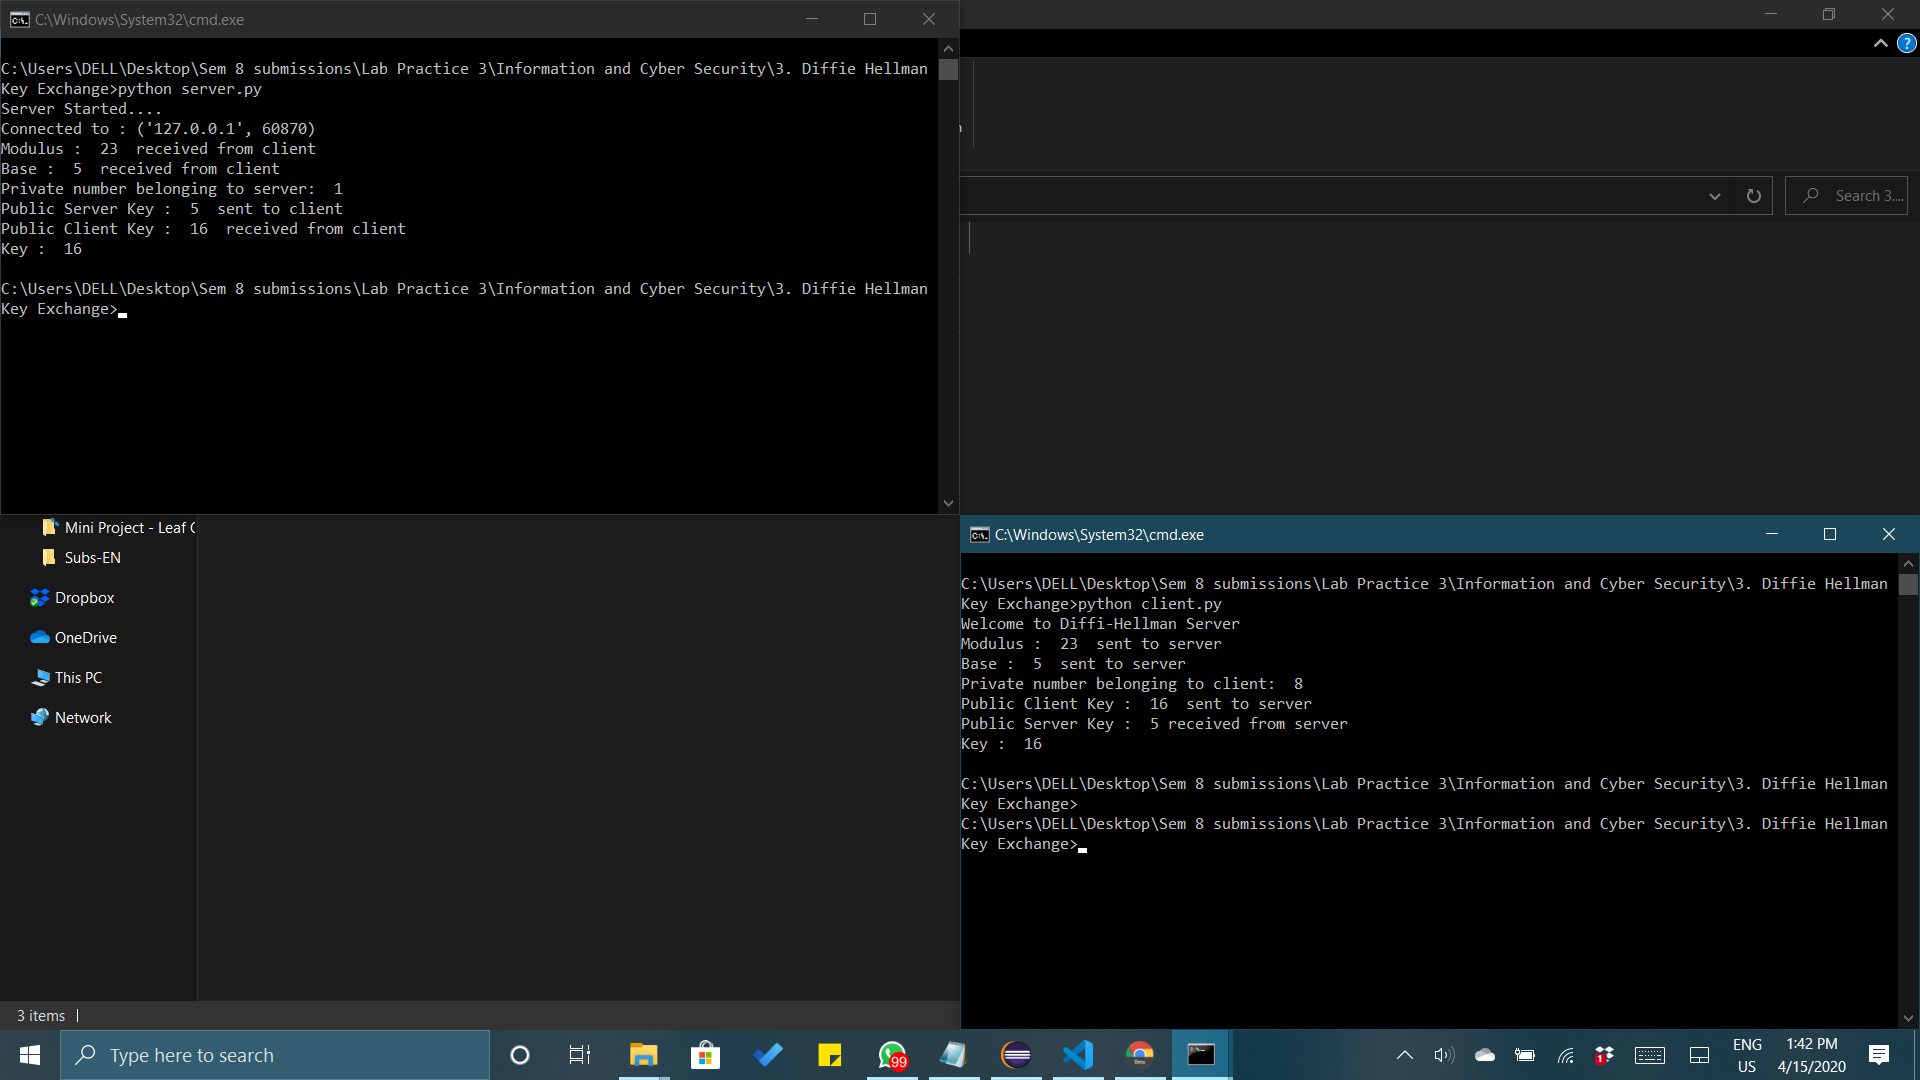 C:\Windows\System32\cmd.exe
C:\Users\DELL\Desktop\Sem 8 submissions\Lab Practice 3\Information and Cyber Security\3. Diffie Hellman
Key Exchange>python server.py
Server Started....
Connected to : ('127.0.0.1', 60870)
Modulus :  23  received from client
Base :  5  received from client
Private number belonging to server:  1
Public Server Key :  5  sent to client
Public Client Key :  16  received from client
Key :  16
C:\Users\DELL\Desktop\Sem 8 submissions\Lab Practice 3\Information and Cyber Security\3. Diffie Hellman
Key Exchange>
?
Search 3....
Mini Project - Leaf
Subs-EN
Dropbox
OneDrive
This PC
Network
3 items
C:\Windows\System32\cmd.exe
C:\Users\DELL\Desktop\Sem 8 submissions\Lab Practice 3\Information and Cyber Security\3. Diffie Hellman
Key Exchange>python client.py
Welcome to Diffi-Hellman Server
Modulus :  23  sent to server
Base :  5  sent to server
Private number belonging to client:  8
Public Client Key :  16  sent to server
Public Server Key :  5 received from server
Key :  16
C:\Users\DELL\Desktop\Sem 8 submissions\Lab Practice 3\Information and Cyber Security\3. Diffie Hellman
Key Exchange>
C:\Users\DELL\Desktop\Sem 8 submissions\Lab Practice 3\Information and Cyber Security\3. Diffie Hellman
Key Exchange>
Type here to search
99
1
ENG
US
1:42 PM
4/15/2020